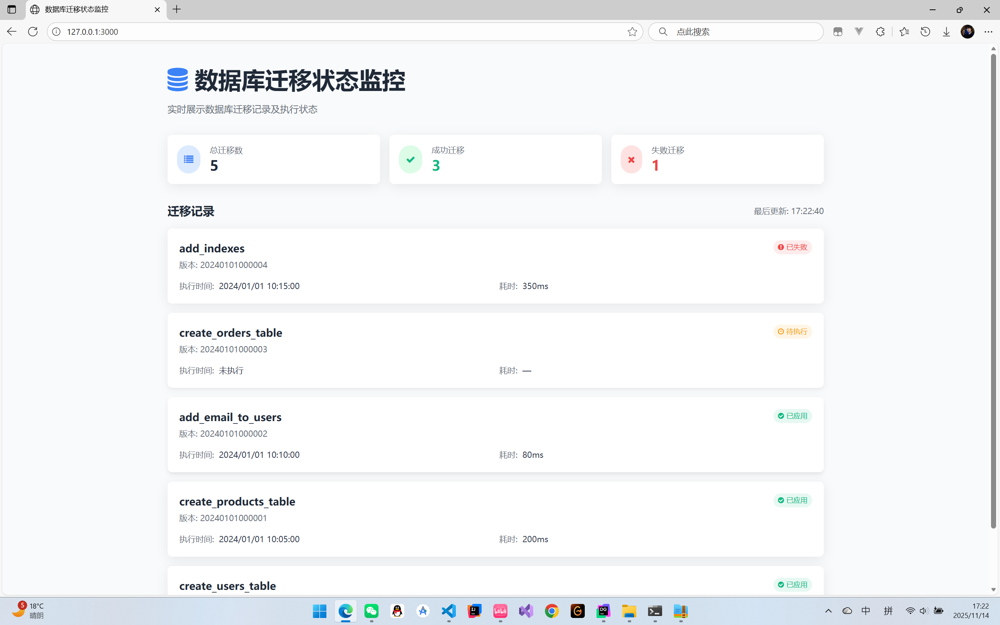 数据库迁移状态监控
127.0.0.1:3000
点此搜索
数据库迁移状态监控
实时展示数据库迁移记录及执行状态
总迁移数
5
成功迁移
3
失败迁移
1
迁移记录
最后更新: 17:22:40
add_indexes
已失败
版本: 20240101000004
执行时间: 2024/01/01 10:15:00
耗时: 350ms
create_orders_table
待执行
版本: 20240101000003
执行时间: 未执行
耗时: —
add_email_to_users
已应用
版本: 20240101000002
执行时间: 2024/01/01 10:10:00
耗时: 80ms
create_products_table
已应用
版本: 20240101000001
执行时间: 2024/01/01 10:05:00
耗时: 200ms
create_users_table
已应用
5
18°C
晴朗
IJ
bilibili
DG
中
拼
17:22
2025/11/14